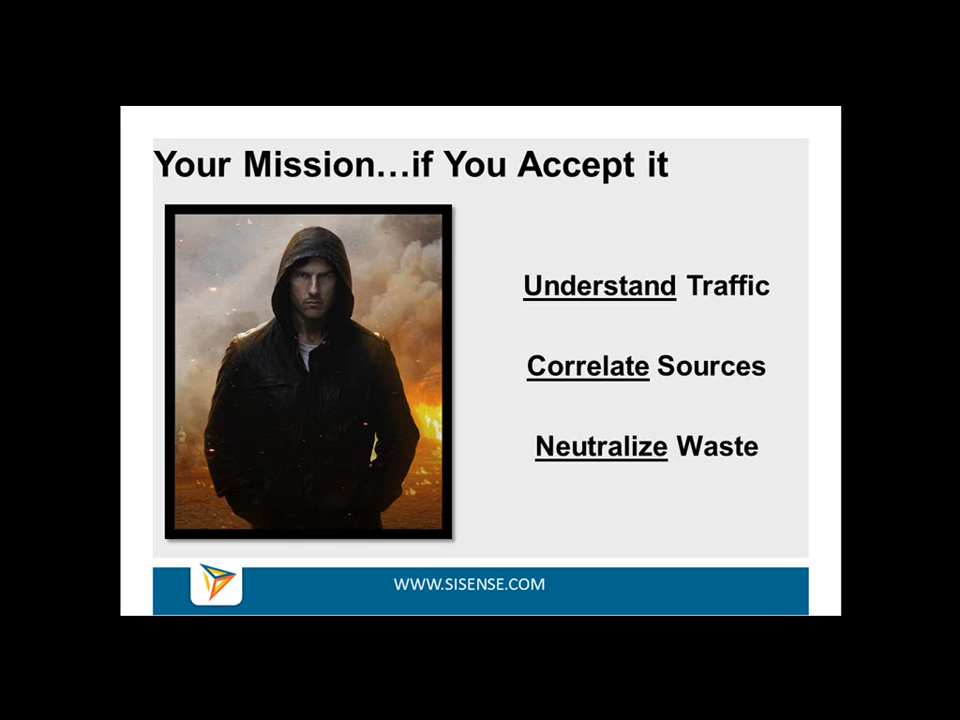 Your Mission…if You Accept it
Understand Traffic
Correlate Sources
Neutralize Waste
WWW.SISENSE.COM